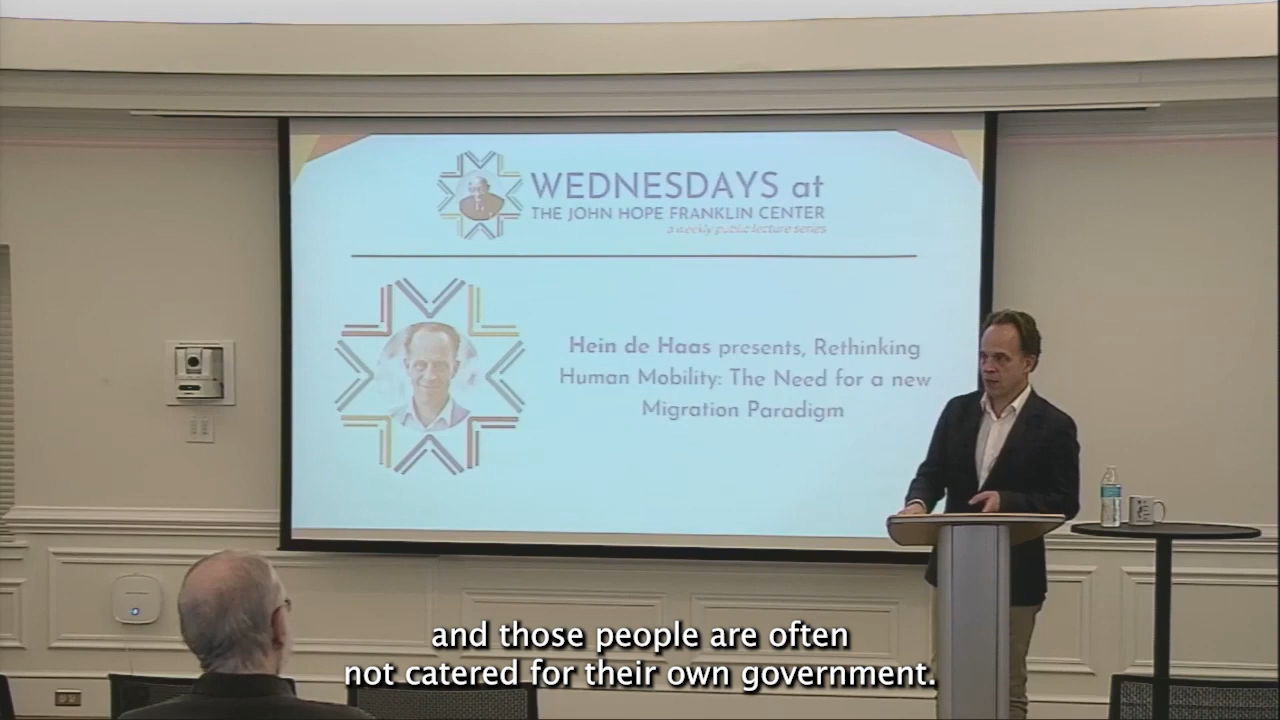 WEDNESDAYS at
THE JOHN HOPE FRANKLIN CENTER
a weekly public lecture series
Hein de Haas presents, Rethinking
Human Mobility: The Need for a new
Migration Paradigm
and those people are often
not catered for their own government.